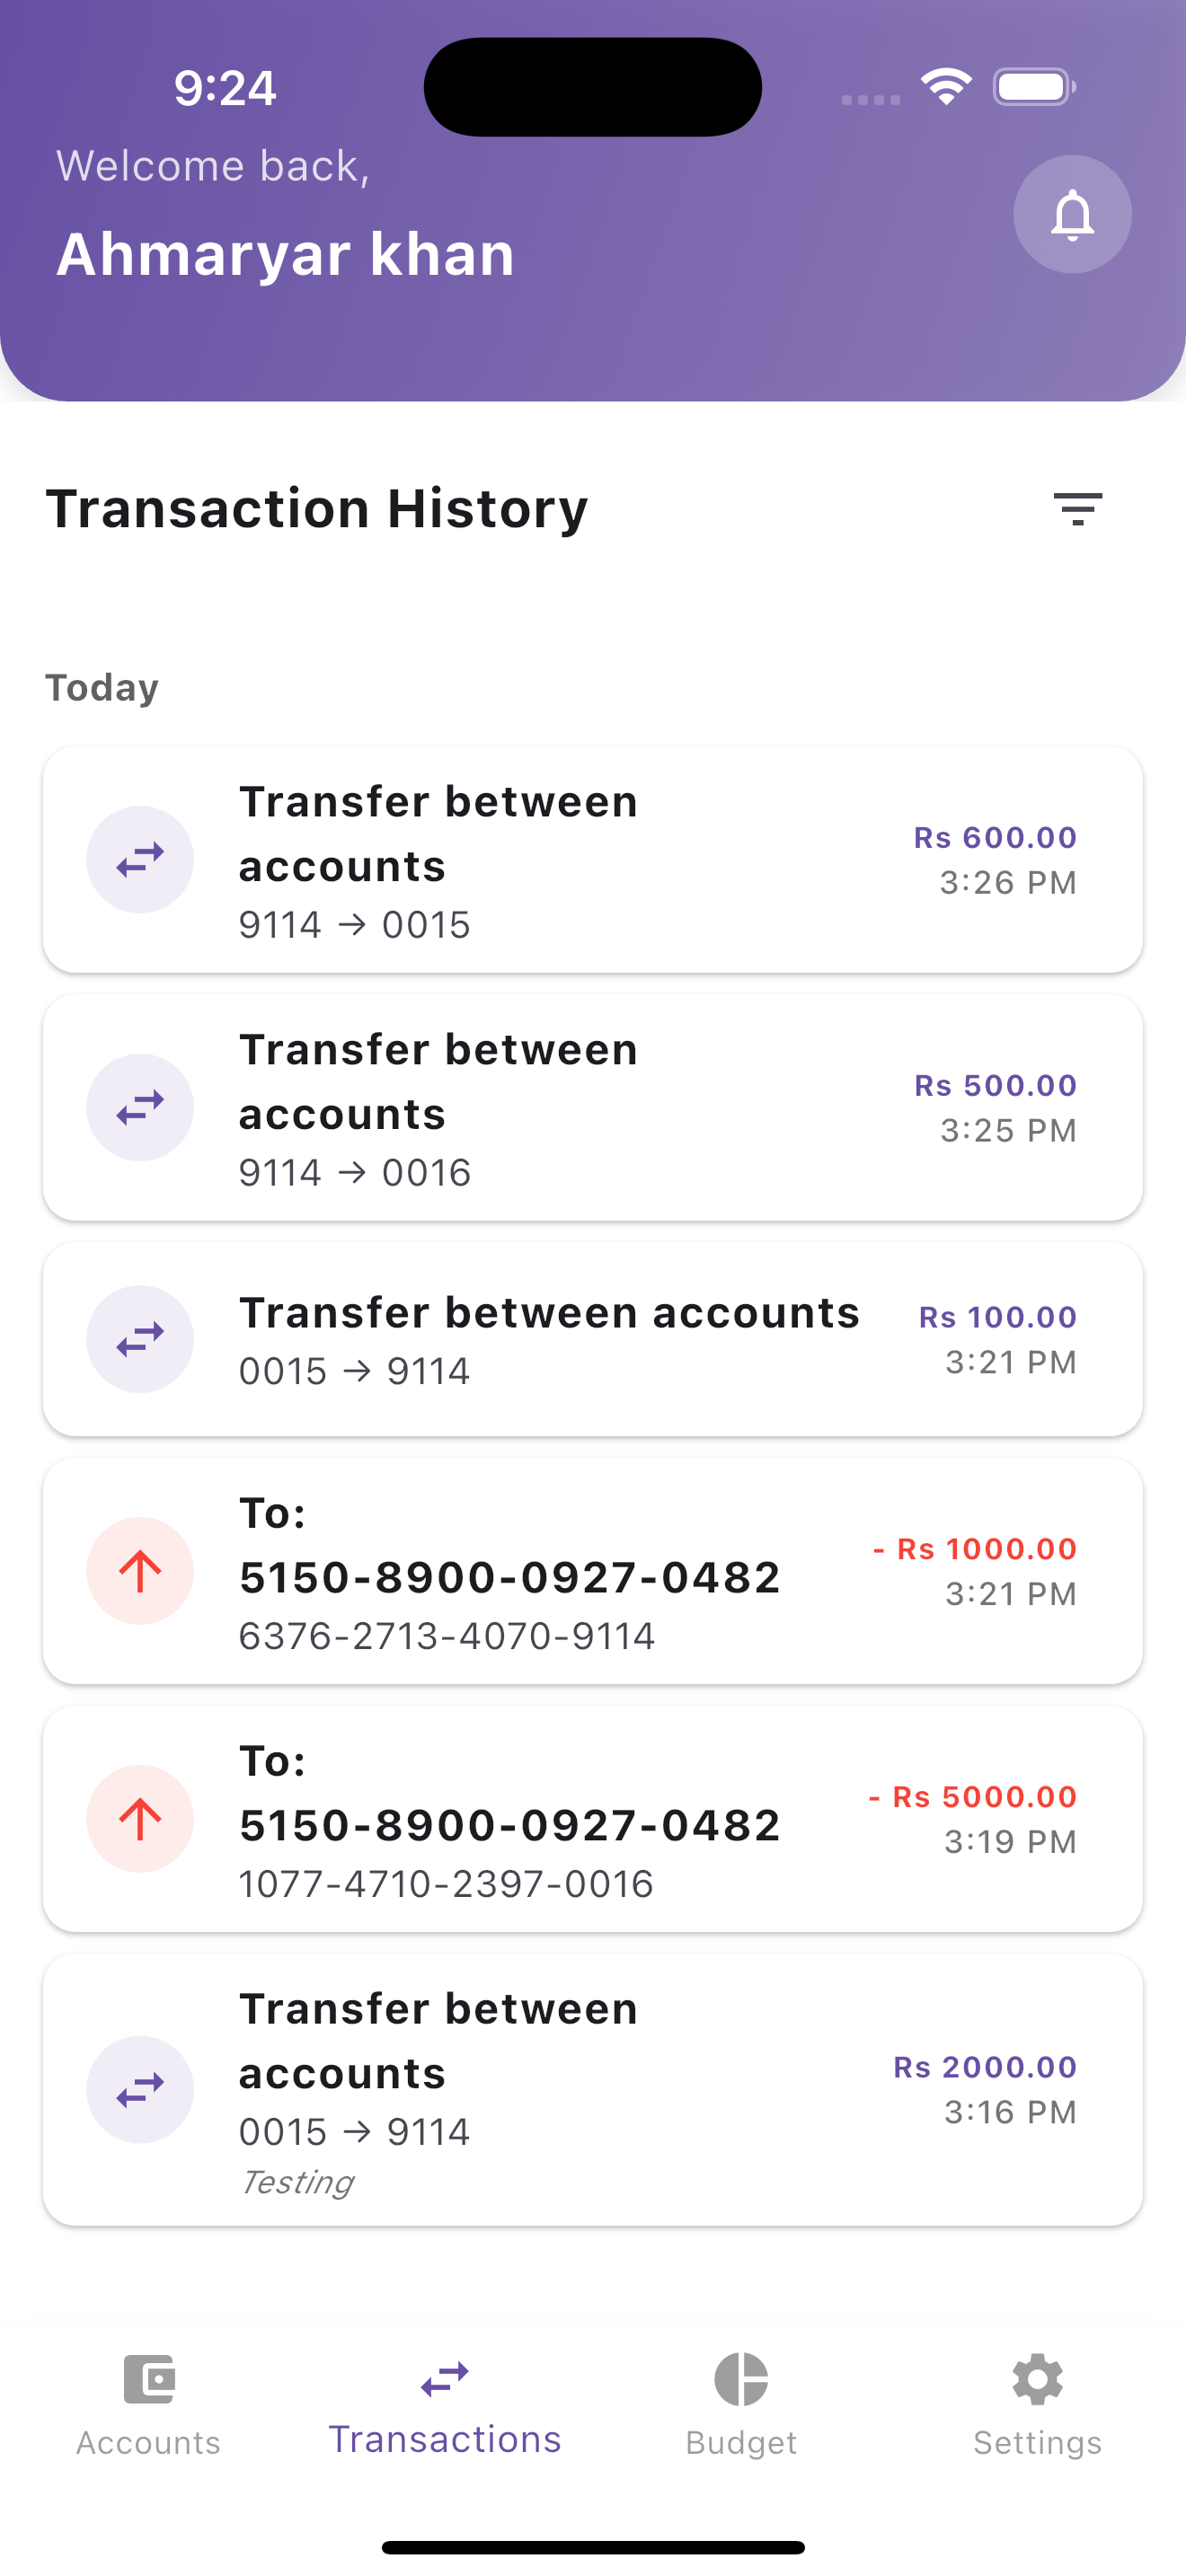 9:24
Welcome back,
Ahmaryar khan
Transaction History
Today
Transfer between
accounts
9114 → 0015
Rs 600.00
3:26 PM
Transfer between
accounts
9114 → 0016
Rs 500.00
3:25 PM
Transfer between accounts
0015 → 9114
Rs 100.00
3:21 PM
To:
5150-8900-0927-0482
6376-2713-4070-9114
- Rs 1000.00
3:21 PM
To:
5150-8900-0927-0482
1077-4710-2397-0016
- Rs 5000.00
3:19 PM
Transfer between
accounts
0015 → 9114
Testing
Rs 2000.00
3:16 PM
Accounts
Transactions
Budget
Settings